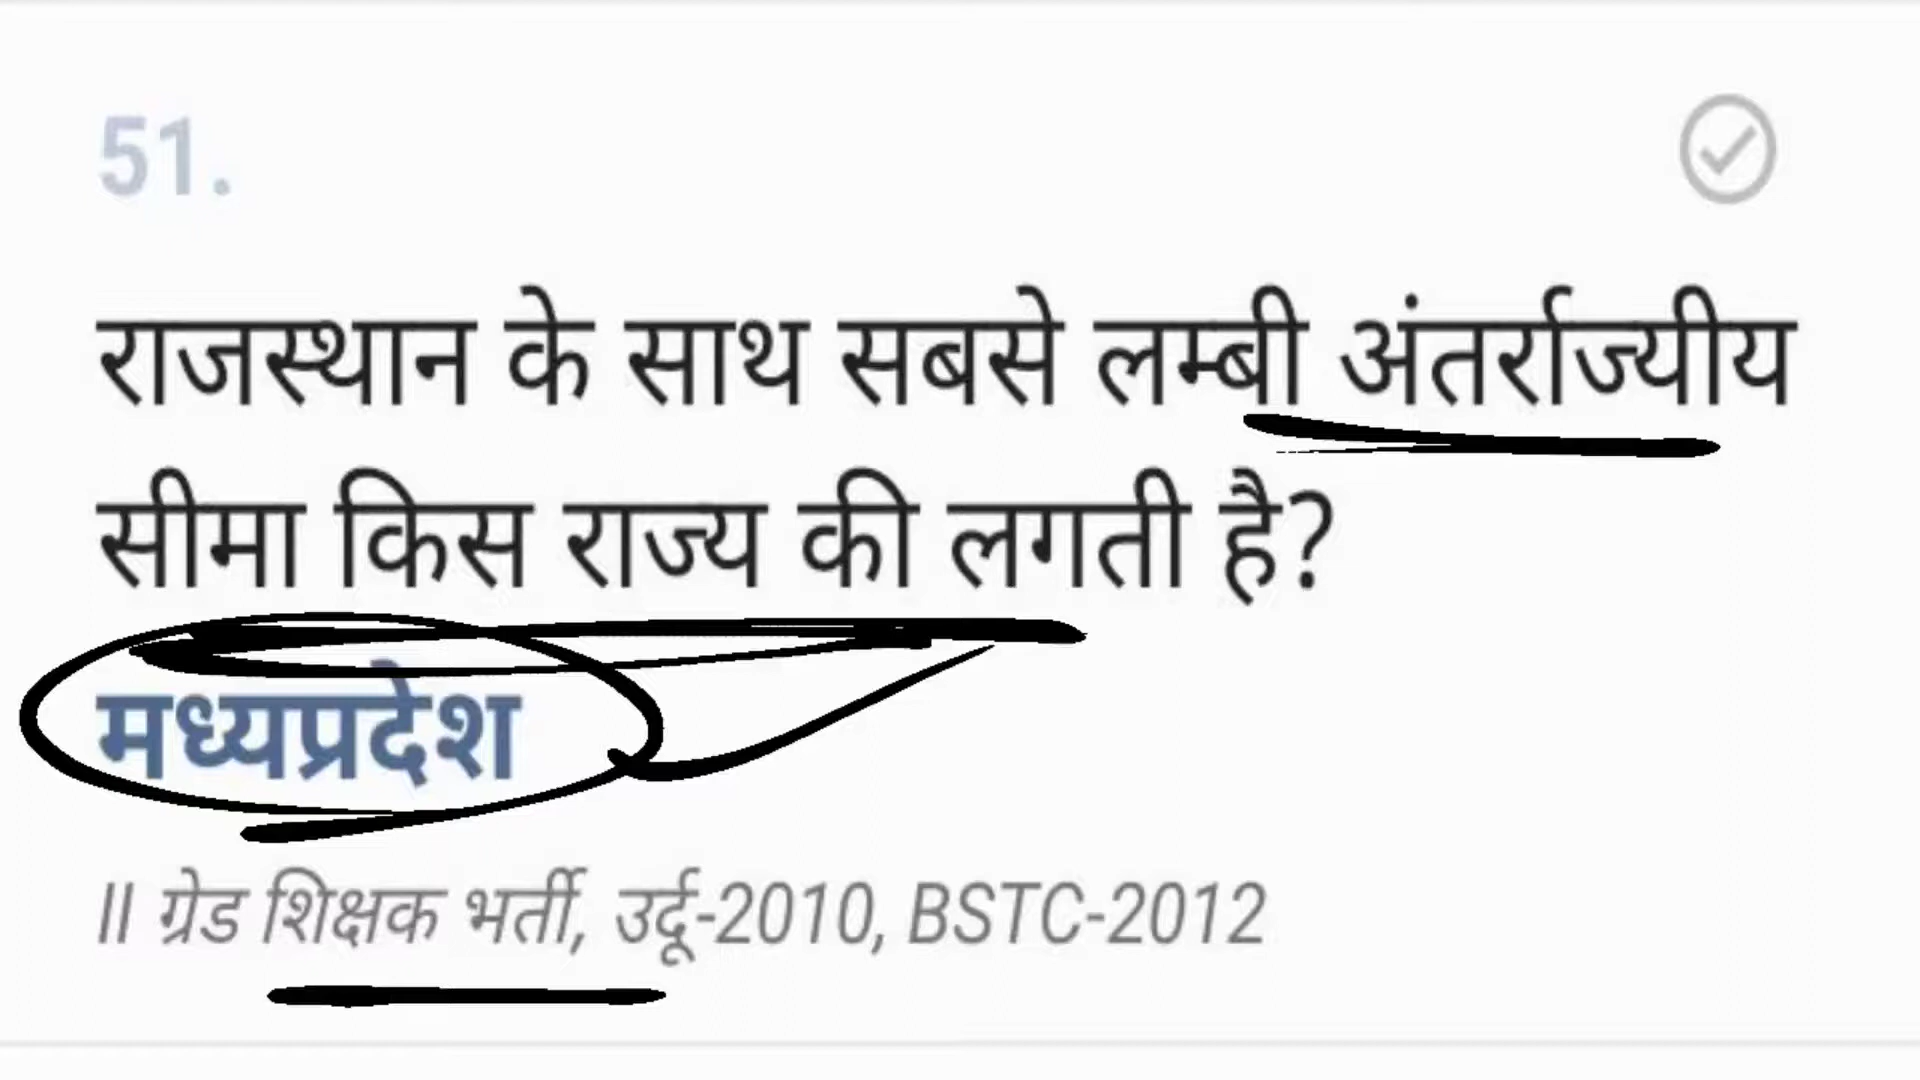 51.
राजस्थान के साथ सबसे लम्बी अंतर्राज्यीय
सीमा किस राज्य की लगती है?
मध्यप्रदेश
II ग्रेड शिक्षक भर्ती, उर्दू-2010, BSTC-2012